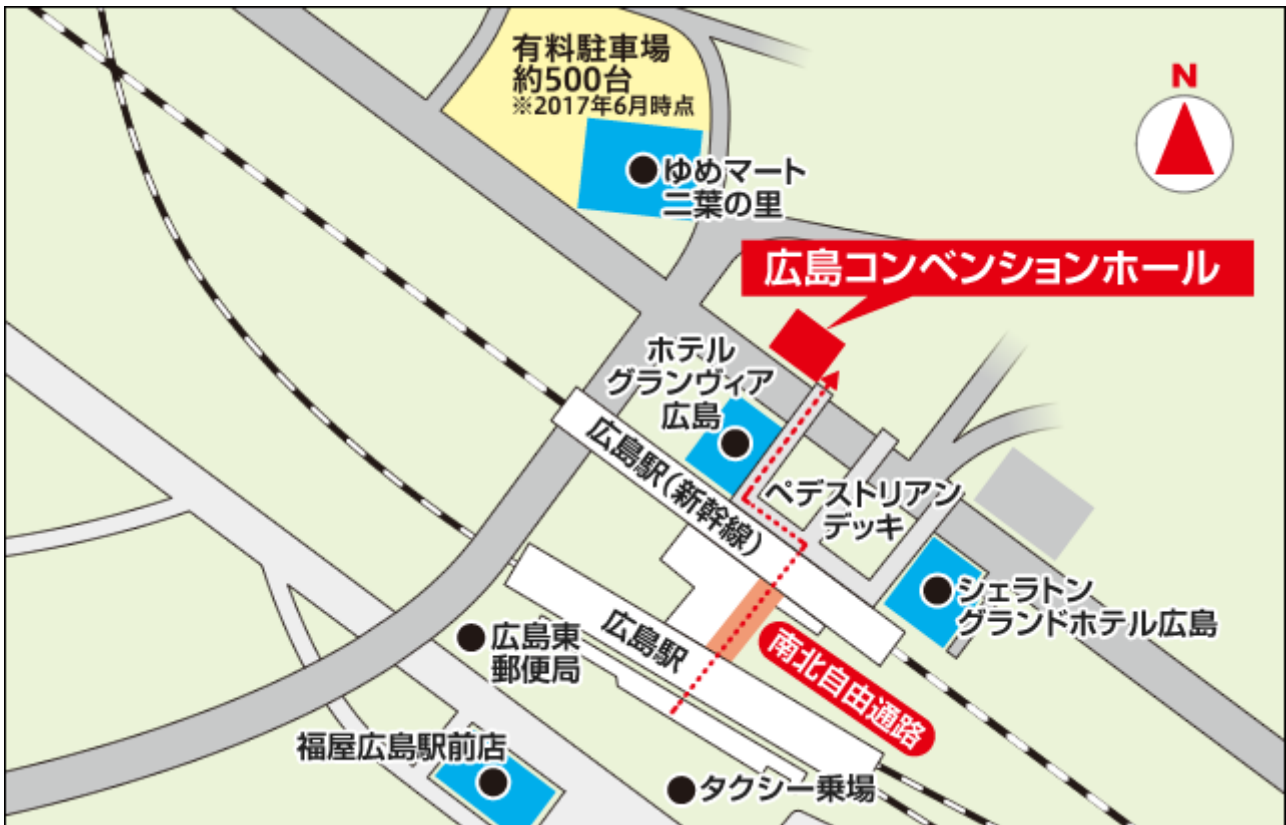 有料駐車場
約500台
※2017年6月時点
N
ゆめマート
二葉の里
広島コンベンションホール
ホテル
グランヴィア
広島
広島駅(新幹線)
ペデストリアン
デッキ
シェラトン
グランドホテル広島
広島駅
広島東
郵便局
南北自由通路
福屋広島駅前店
タクシー乗場